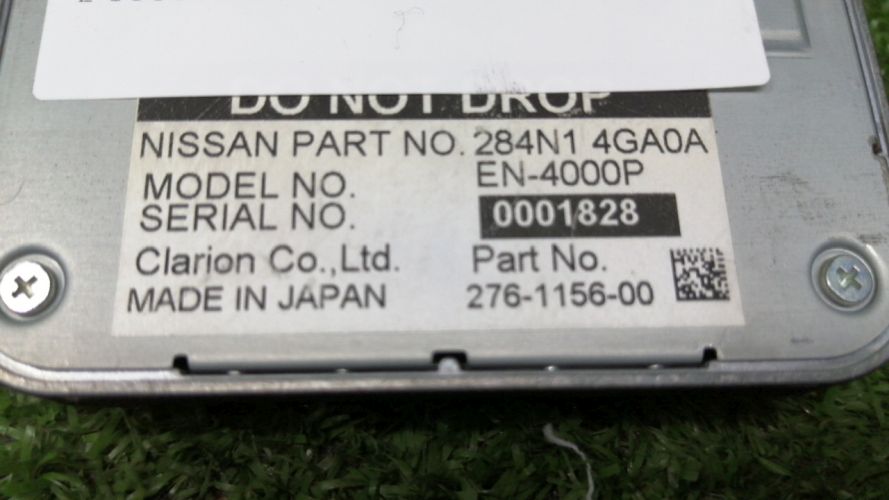 DO NOT DROP
NISSAN PART NO. 284N1 4GA0A
MODEL NO. EN-4000P
SERIAL NO. 0001828
Clarion Co.,Ltd. Part No.
MADE IN JAPAN 276-1156-00